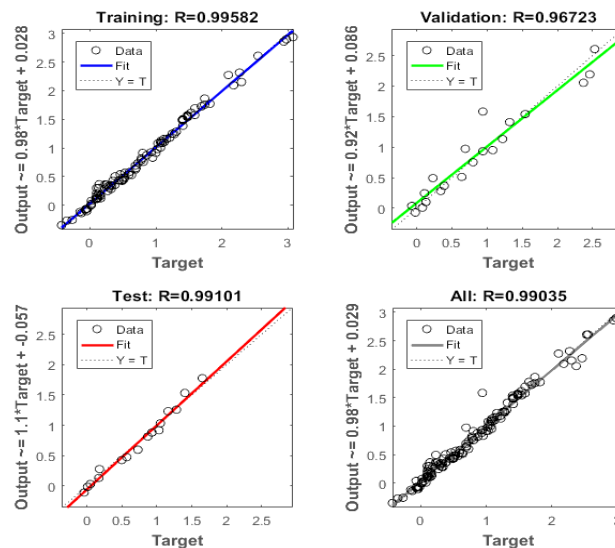 Training: R=0.99582
Output ~= 0.98*Target + 0.028
3
2.5
2
1.5
1
0.5
0
Data
Fit
Y = T
0
1
2
3
Target
Validation: R=0.96723
Output ~= 0.92*Target + 0.086
2.5
2
1.5
1
0.5
0
Data
Fit
Y = T
0
0.5
1
1.5
2
2.5
Target
Test: R=0.99101
Output ~= 1.1*Target + -0.057
2.5
2
1.5
1
0.5
0
Data
Fit
Y = T
0
0.5
1
1.5
2
2.5
Target
All: R=0.99035
Output ~= 0.98*Target + 0.029
3
2.5
2
1.5
1
0.5
0
Data
Fit
Y = T
0
1
2
Target